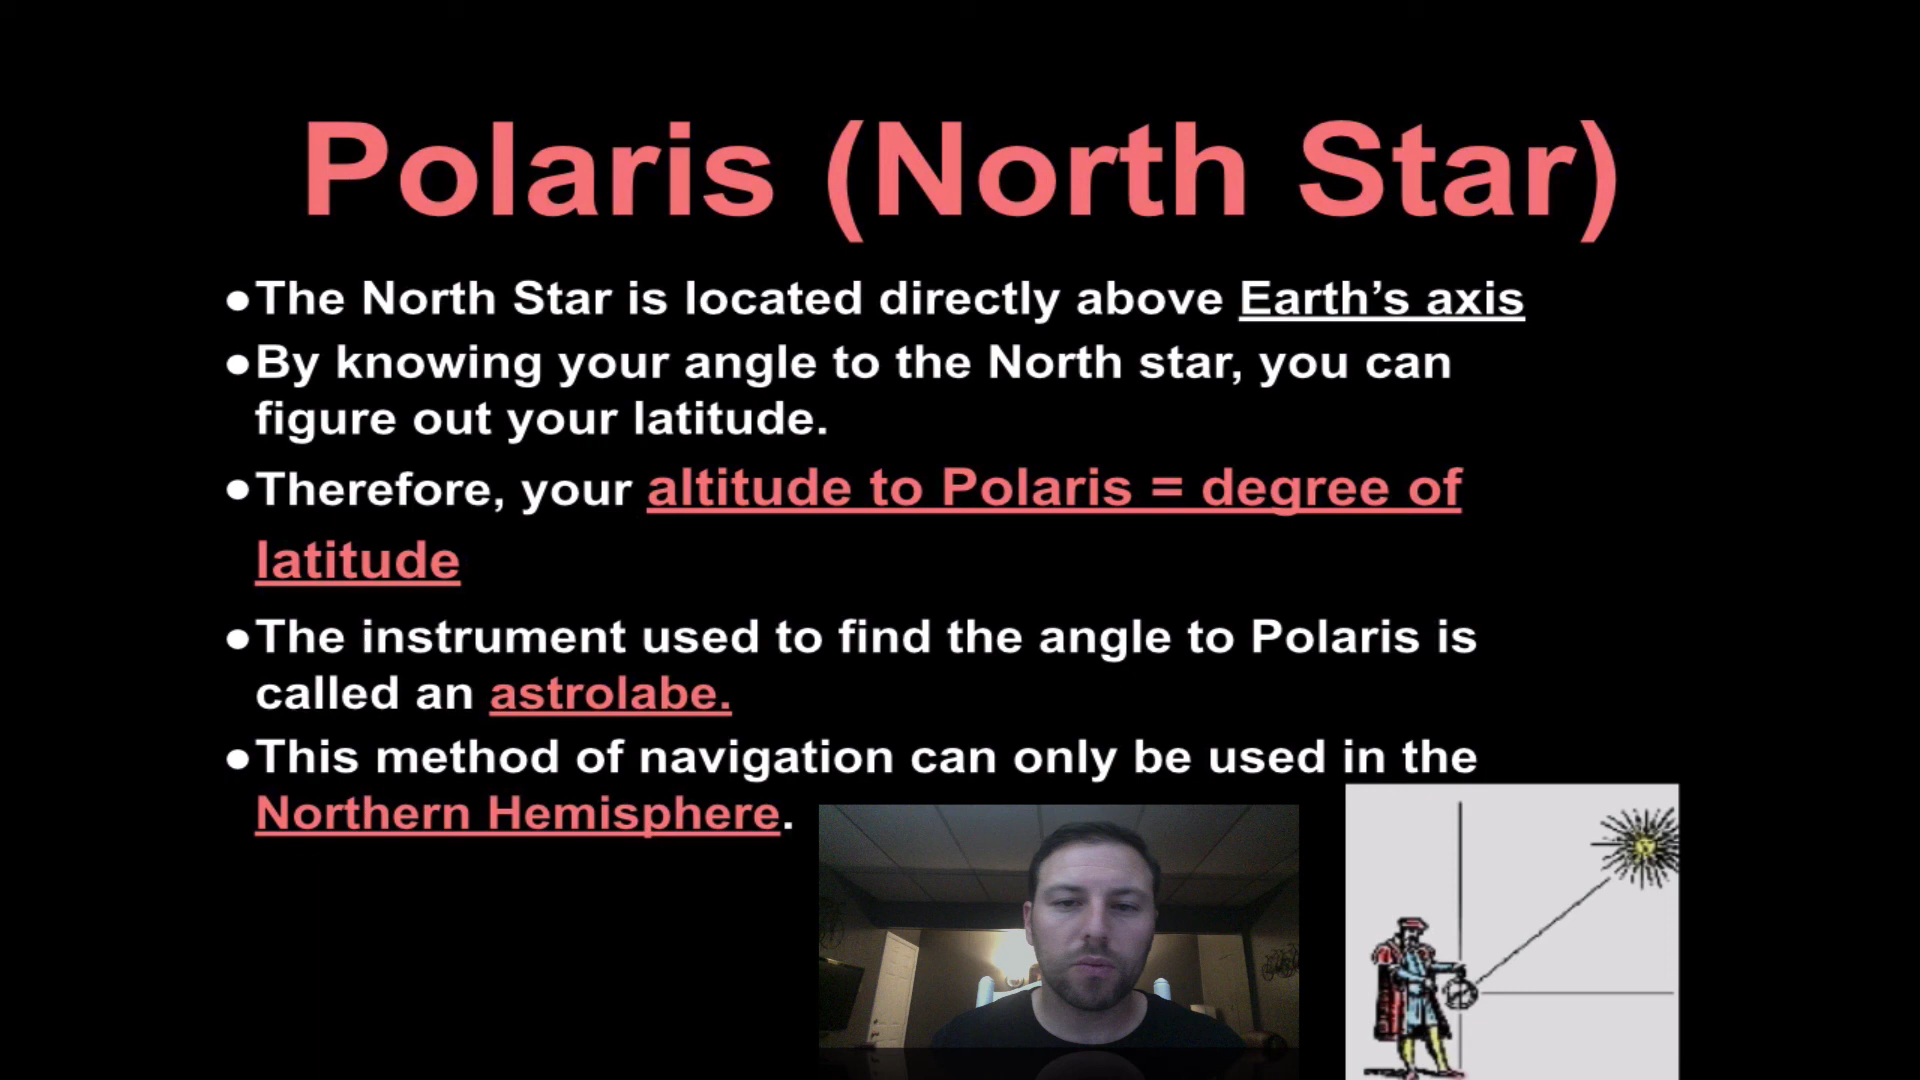 Polaris (North Star)
●The North Star is located directly above Earth’s axis
●By knowing your angle to the North star, you can
figure out your latitude.
●Therefore, your altitude to Polaris = degree of
latitude
●The instrument used to find the angle to Polaris is
called an astrolabe.
●This method of navigation can only be used in the
Northern Hemisphere.